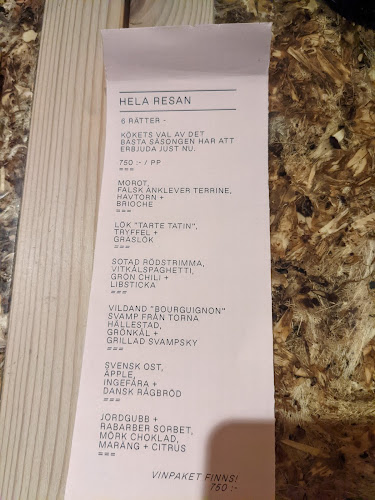 HELA RESAN
6 RÄTTER -
KÖKETS VAL AV DET
BÄSTA SÄSONGEN HAR ATT
ERBJUDA JUST NU.
750 :- / PP
===
MOROT,
FALSK ANKLEVER TERRINE,
HAVTORN +
BRIOCHE
===
LÖK "TARTE TATIN",
TRYFFEL +
GRÄSLÖK
===
SOTAD RÖDSTRIMMA,
VITKÅLSPAGHETTI,
GRÖN CHILI +
LIBSTICKA
===
VILDAND "BOURGUIGNON"
SVAMP FRÅN TORNA
HÄLLESTAD,
GRÖNKÅL +
GRILLAD SVAMPSKY
===
SVENSK OST,
ÄPPLE,
INGEFÄRA +
DANSK RÅGBRÖD
===
JORDGUBB +
RABARBER SORBET,
MÖRK CHOKLAD,
MARÄNG + CITRUS
===
VINPAKET FINNS!
750 :-